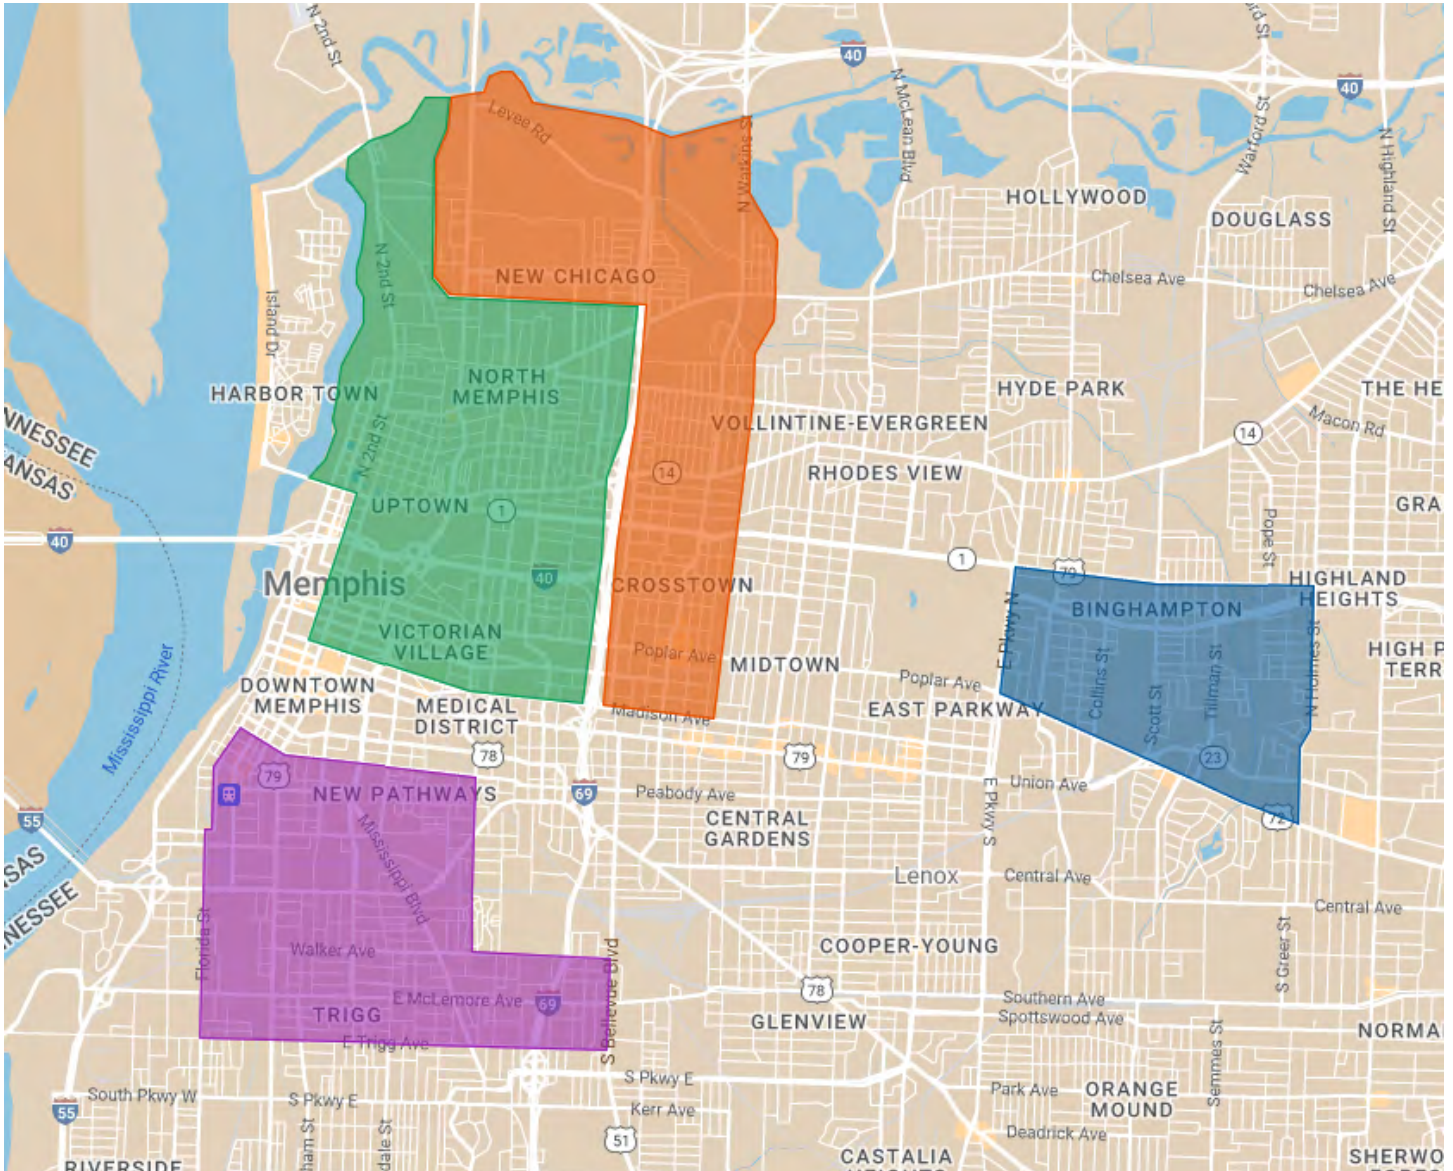 N 2nd St
40
40
Levee Rd
N McLean Blvd
Warford St
N Highland St
N Watkins S
HOLLYWOOD
DOUGLASS
N 2nd St
NEW CHICAGO
Chelsea Ave
Chelsea Ave
Island Dr
NORTH
MEMPHIS
HARBOR TOWN
HYDE PARK
THE HE
NNESSEE
ANSAS
N 2nd St
VOLLINTINE-EVERGREEN
Macon Rd
14
14
RHODES VIEW
UPTOWN
1
GRA
Pope St
40
1
79
Memphis
40
CROSSTOWN
HIGHLAND
HEIGHTS
BINGHAMPTON
E Pkwy N
VICTORIAN
VILLAGE
Poplar Ave
MIDTOWN
HIGH P
TERR
Mississippi River
DOWNTOWN
MEMPHIS
Poplar Ave
Collins St
Scott St
Tillman St
N Holmes St
MEDICAL
DISTRICT
Madison Ave
EAST PARKWAY
78
79
23
79
NEW PATHWAYS
69
Peabody Ave
Union Ave
E Pkwy S
72
55
CENTRAL
GARDENS
Mississippi Blvd
SAS
NNESSEE
Lenox
Central Ave
Central Ave
Florida St
Walker Ave
COOPER-YOUNG
S Greer St
E McLemore Ave
69
S Bellevue Blvd
78
Southern Ave
Spottswood Ave
TRIGG
GLENVIEW
NORMA
E Trigg Ave
S Pkwy E
Semmes St
South Pkwy W
S Pkwy E
Kerr Ave
Park Ave
ORANGE
MOUND
55
ham St
dale St
51
Deadrick Ave
RIVERSIDE
CASTALIA
SHERWO